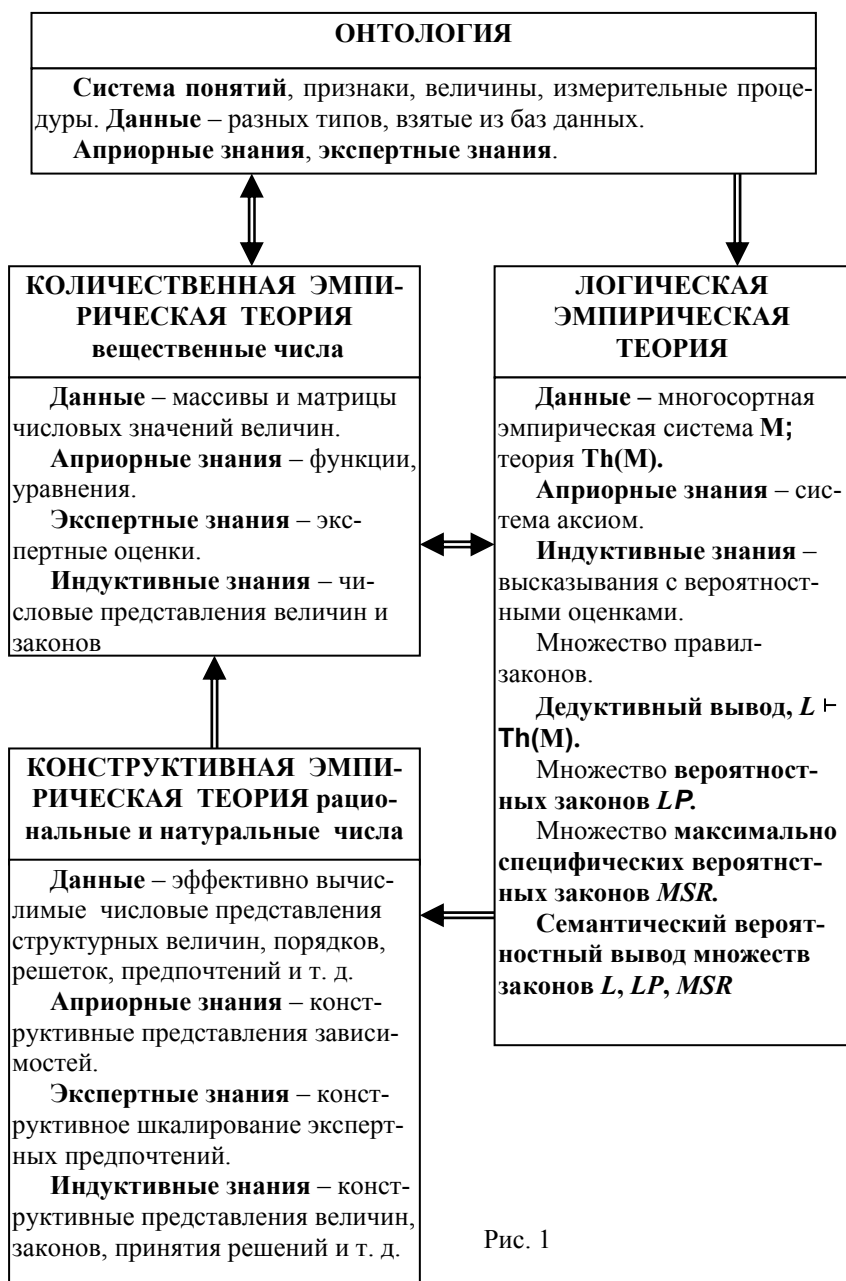 ОНТОЛОГИЯ
Система понятий, признаки, величины, измерительные проце-
дуры. Данные – разных типов, взятые из баз данных.
Априорные знания, экспертные знания.
КОЛИЧЕСТВЕННАЯ ЭМПИ-
РИЧЕСКАЯ ТЕОРИЯ
вещественные числа
Данные – массивы и матрицы
числовых значений величин.
Априорные знания – функции,
уравнения.
Экспертные знания – экс-
пертные оценки.
Индуктивные знания – чи-
словые представления величин и
законов
ЛОГИЧЕСКАЯ
ЭМПИРИЧЕСКАЯ
ТЕОРИЯ
Данные – многосортная
эмпирическая система M;
теория Th(M).
Априорные знания – сис-
тема аксиом.
Индуктивные знания –
высказывания с вероятност-
ными оценками.
Множество правил-
законов.
Дедуктивный вывод, L ⊢
Th(M).
Множество вероятност-
ных законов LP.
Множество максимально
специфических вероятнст-
ных законов MSR.
Семантический вероят-
ностный вывод множеств
законов L, LP, MSR
КОНСТРУКТИВНАЯ ЭМПИ-
РИЧЕСКАЯ ТЕОРИЯ рацио-
нальные и натуральные числа
Данные – эффективно вычис-
лимые числовые представления
структурных величин, порядков,
решеток, предпочтений и т. д.
Априорные знания – конст-
руктивные представления зависи-
мостей.
Экспертные знания – конст-
руктивное шкалирование эксперт-
ных предпочтений.
Индуктивные знания – конст-
руктивные представления величин,
законов, принятия решений и т. д.
Рис. 1